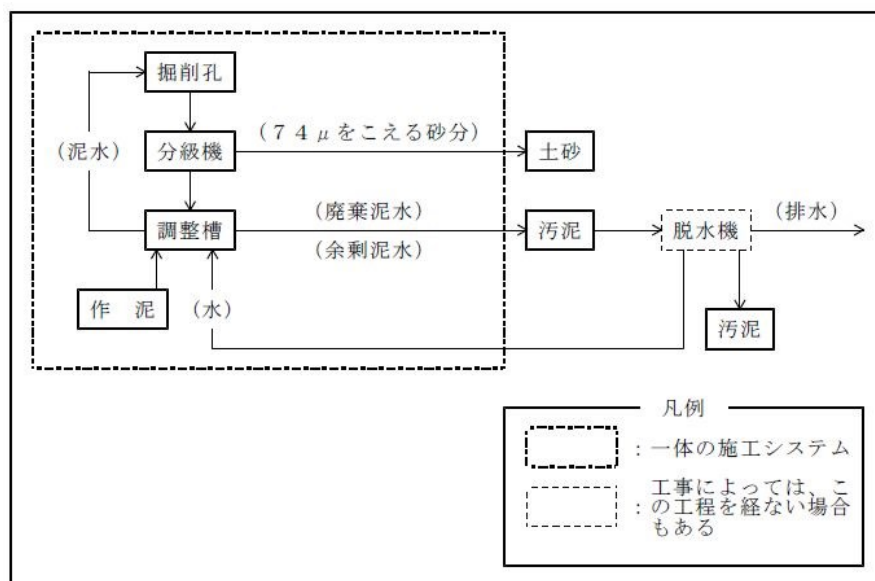 掘削孔
(74μをこえる砂分)
(泥水)
分級機
土砂
(廃棄泥水)
(排水)
調整槽
汚泥
脱水機
(余剰泥水)
作 泥
(水)
汚泥
凡例
:一体の施工システム
:工事によっては、こ
の工程を経ない場合
もある